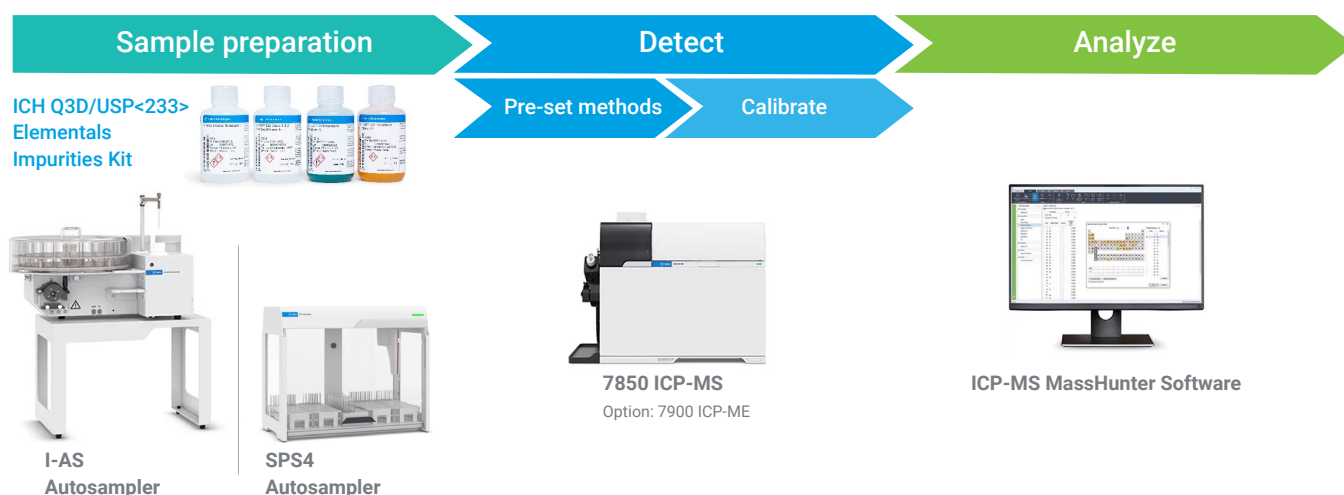 Sample preparation
Detect
Analyze
Pre-set methods
Calibrate
ICH Q3D/USP<233>
Elementals
Impurities Kit
7850 ICP-MS
Option: 7900 ICP-ME
ICP-MS MassHunter Software
I-AS
Autosampler
SPS4
Autosampler